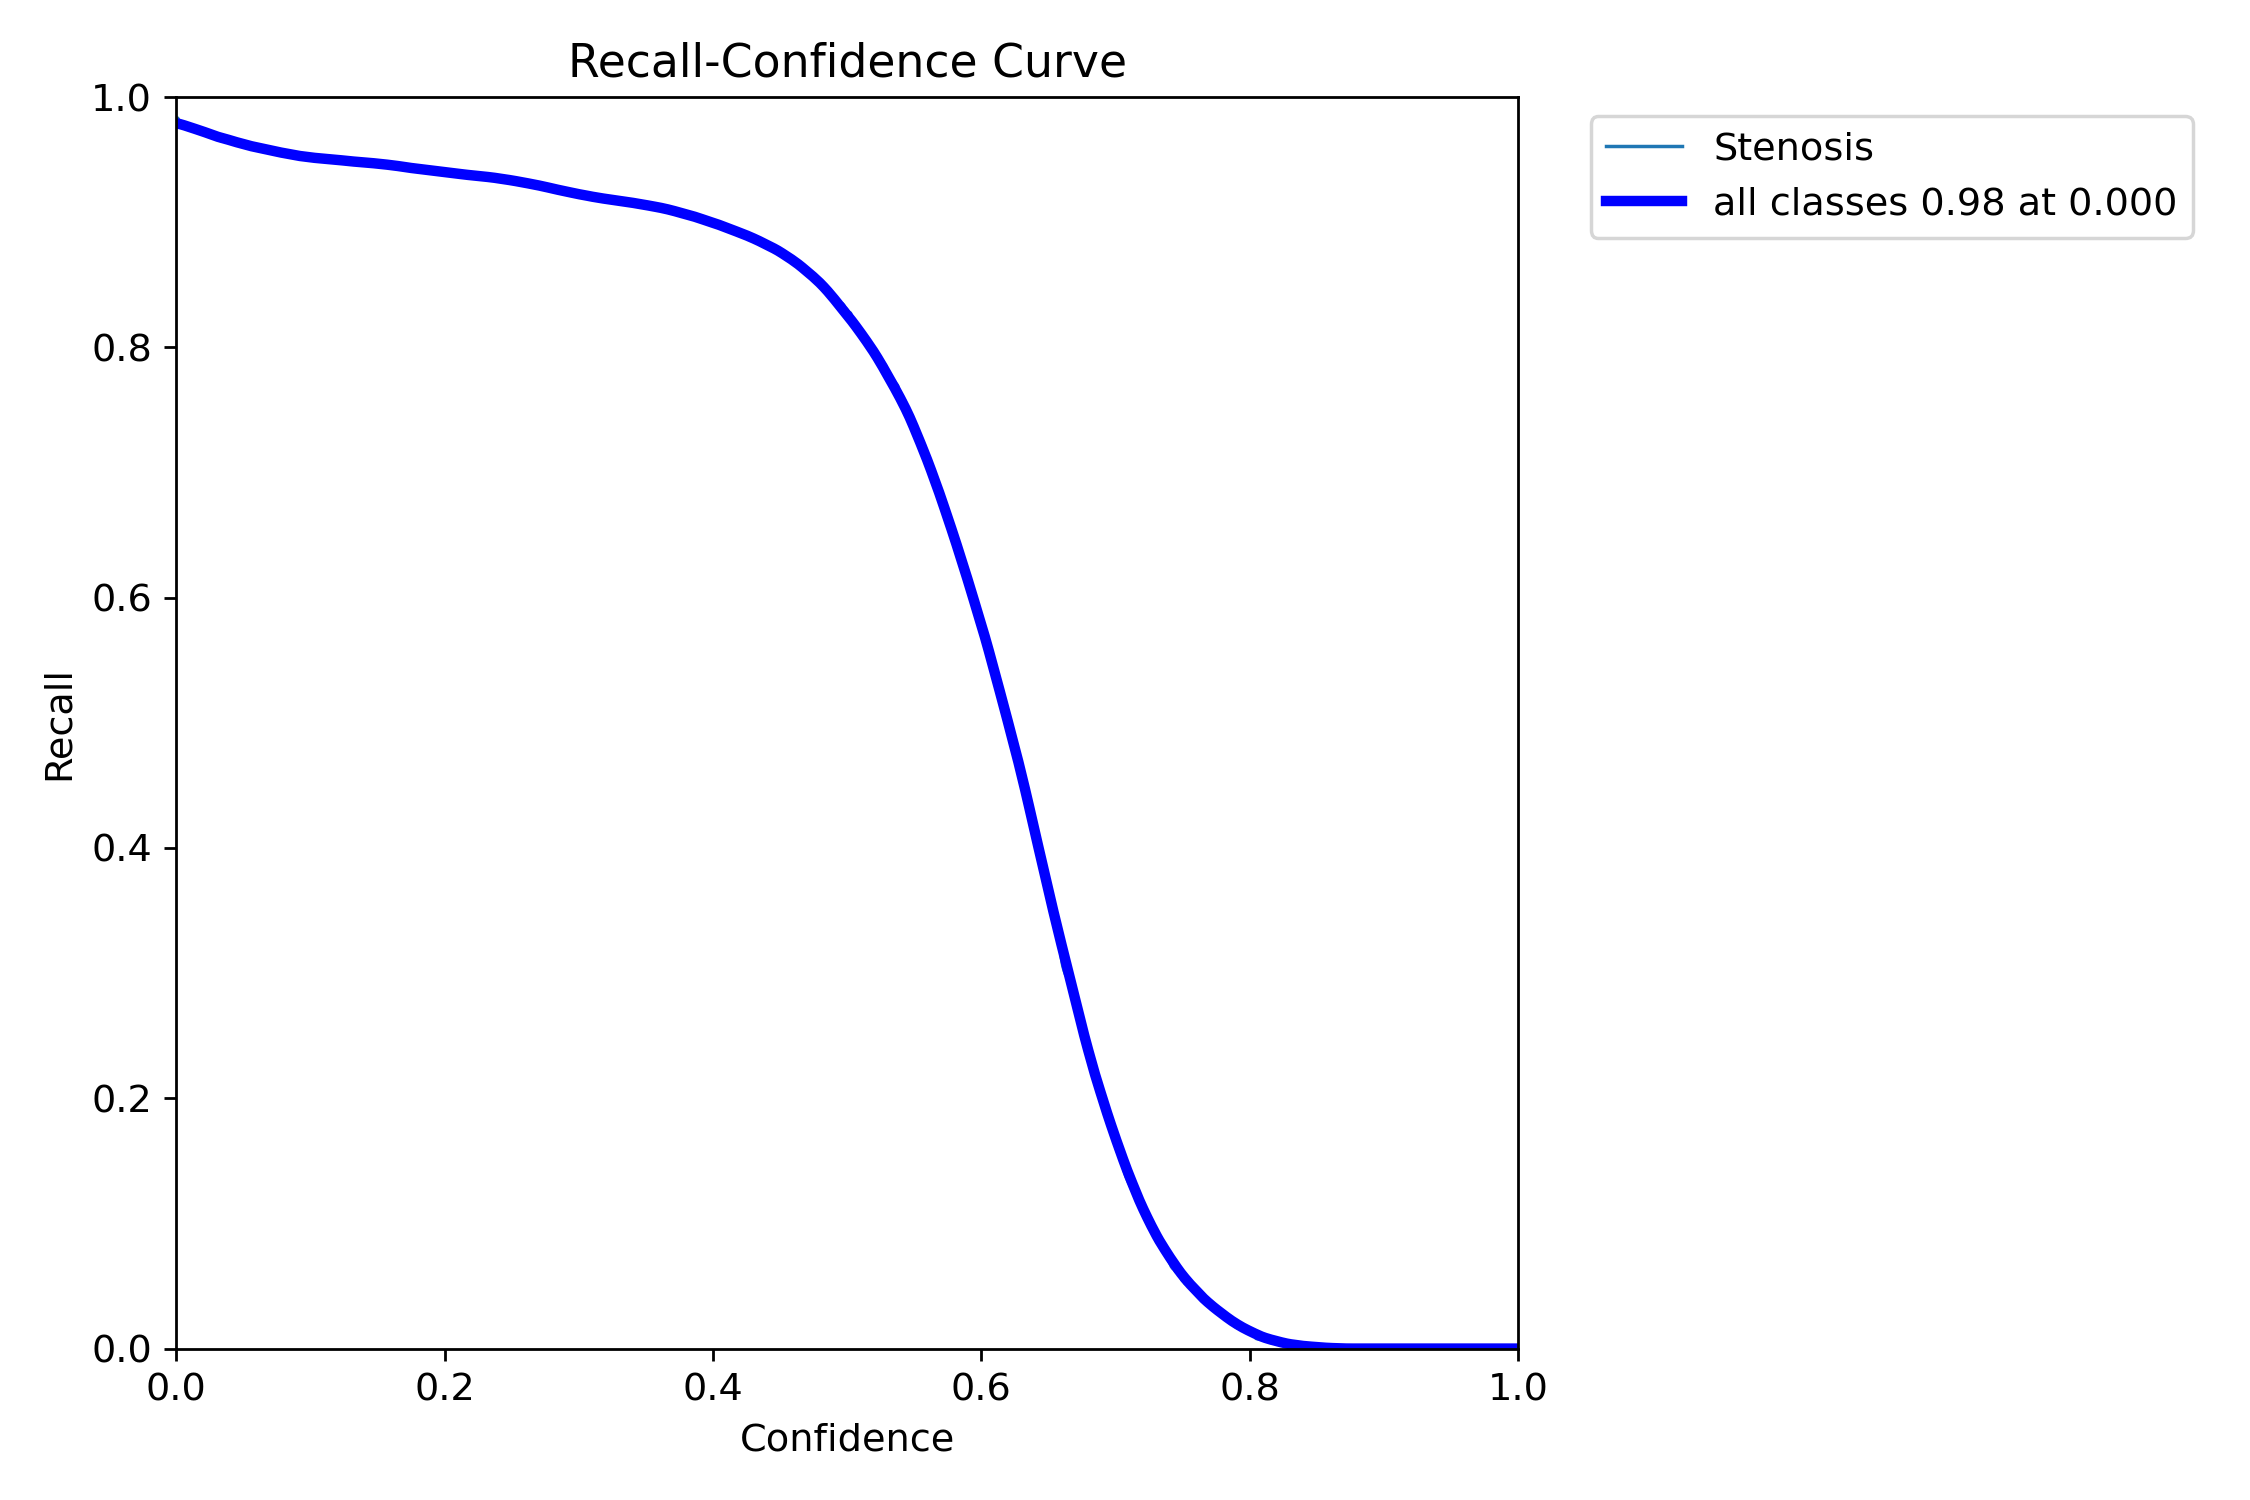 Recall-Confidence Curve
1.0
0.8
0.6
0.4
0.2
0.0
Recall
0.0 0.2 0.4 0.6 0.8 1.0
Confidence
Stenosis
all classes 0.98 at 0.000